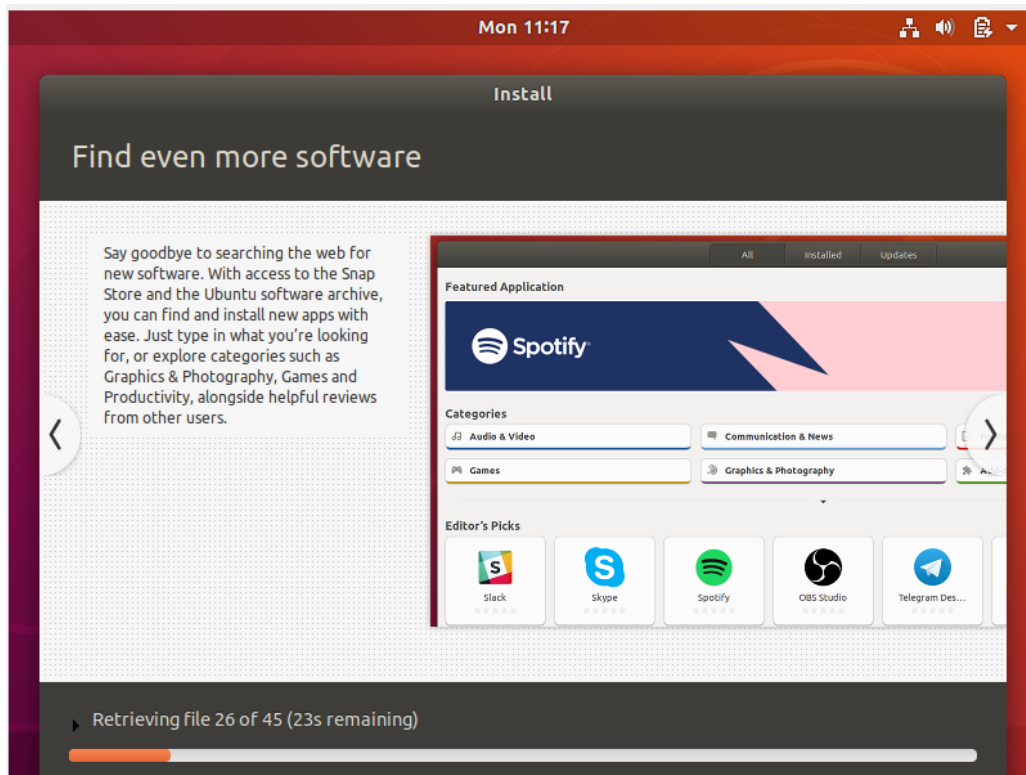 Mon 11:17
Install
Find even more software
Say goodbye to searching the web for
new software. With access to the Snap
Store and the Ubuntu software archive,
you can find and install new apps with
ease. Just type in what you're looking
for, or explore categories such as
Graphics & Photography, Games and
Productivity, alongside helpful reviews
from other users.
All Installed Updates
Featured Application
Spotify
Categories
Audio & Video Communication & News
Games Graphics & Photography
Editor's Picks
S S
Slack Skype Spotify OBS Studio Telegram Des...
Retrieving file 26 of 45 (23s remaining)